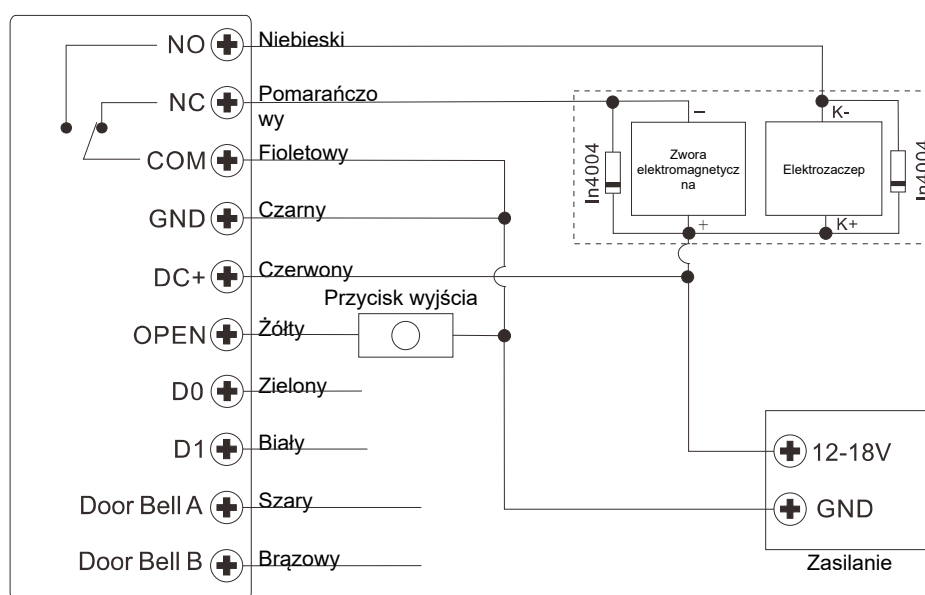 NO Niebieski
NC Pomarańczo
wy
COM Fioletowy
GND Czarny
DC+ Czerwony
OPEN Żółty
Przycisk wyjścia
D0 Zielony
D1 Biały
Door Bell A Szary
Door Bell B Brązowy
In4004
–
Zwora
elektromagnetycz
na
+
K-
Elektrozaczep
K+
In4004
12-18V
GND
Zasilanie